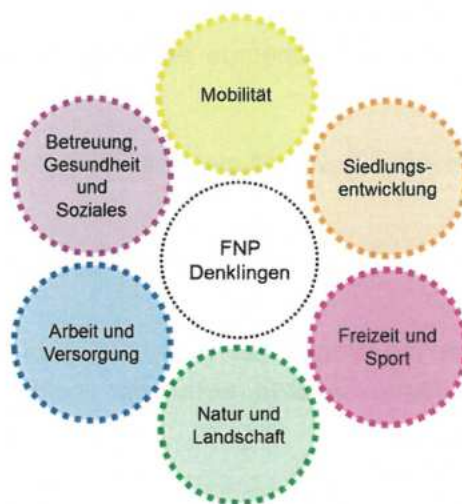 Mobilität
Betreuung,
Gesundheit
und
Soziales
Siedlungs-
entwicklung
FNP
Denklingen
Arbeit und
Versorgung
Freizeit und
Sport
Natur und
Landschaft